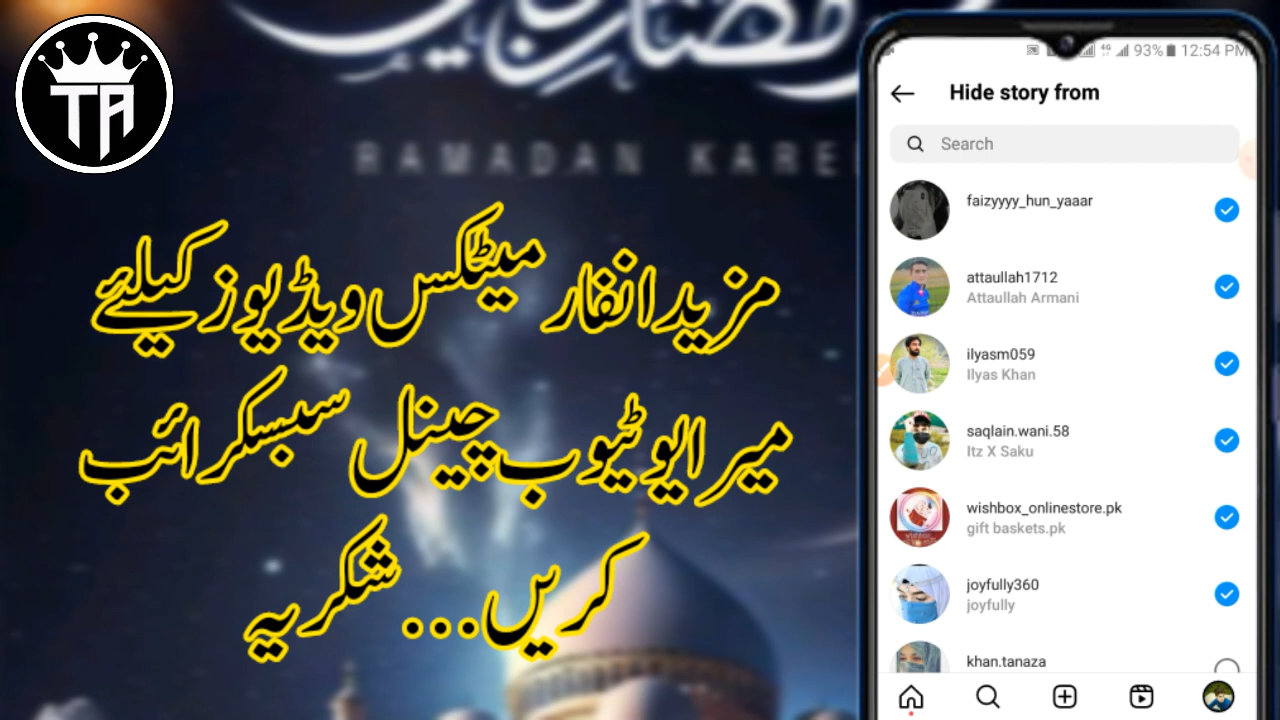 TA
RAMADAN KAREE
مزید انفار میٹکس ویڈیوز کیلئے
میرا یوٹیوب چینل سبسکرائب
کریں... شکریہ
93% 12:54 PM
Hide story from
Search
faizyyyy_hun_yaaar
attaullah1712
Attaullah Armani
ilyasm059
Ilyas Khan
saqlain.wani.58
Itz X Saku
wishbox_onlinestore.pk
gift baskets.pk
joyfully360
joyfully
khan.tanaza